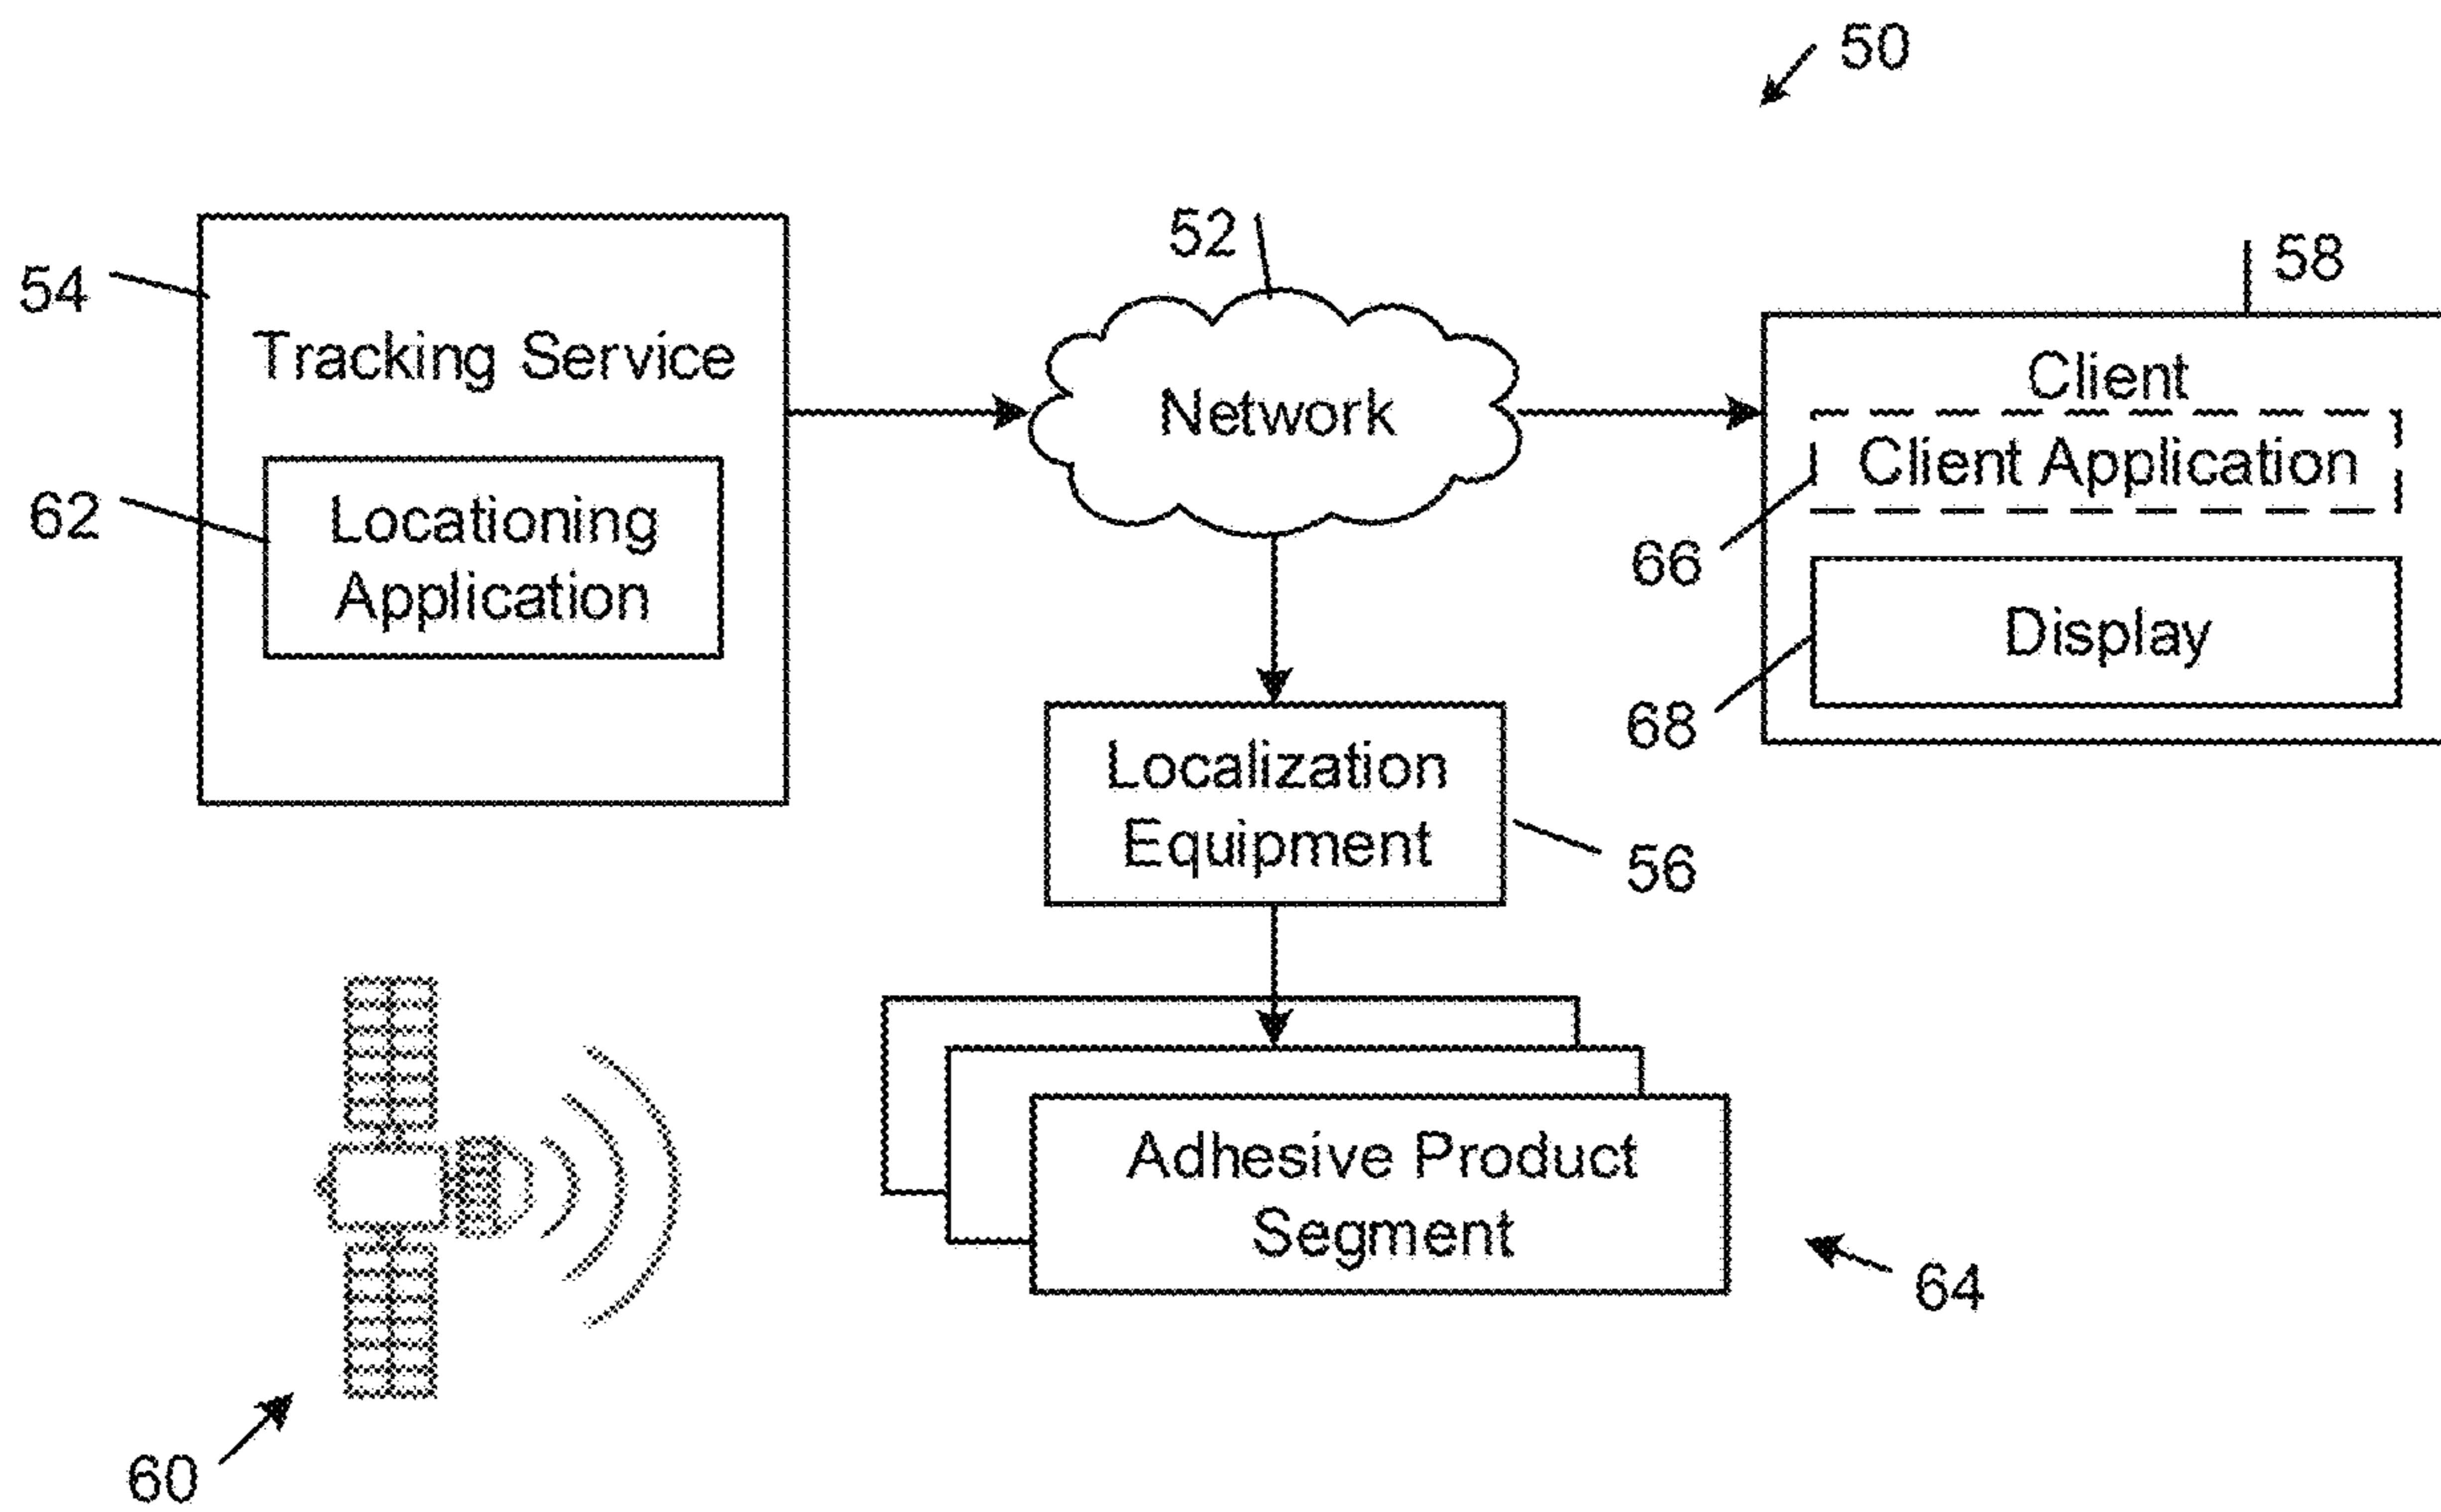 50
52
58
54
Tracking Service
Network
Client
Client Application
62
Locationing
Application
66
Display
68
Localization
Equipment
56
Adhesive Product
Segment
64
60